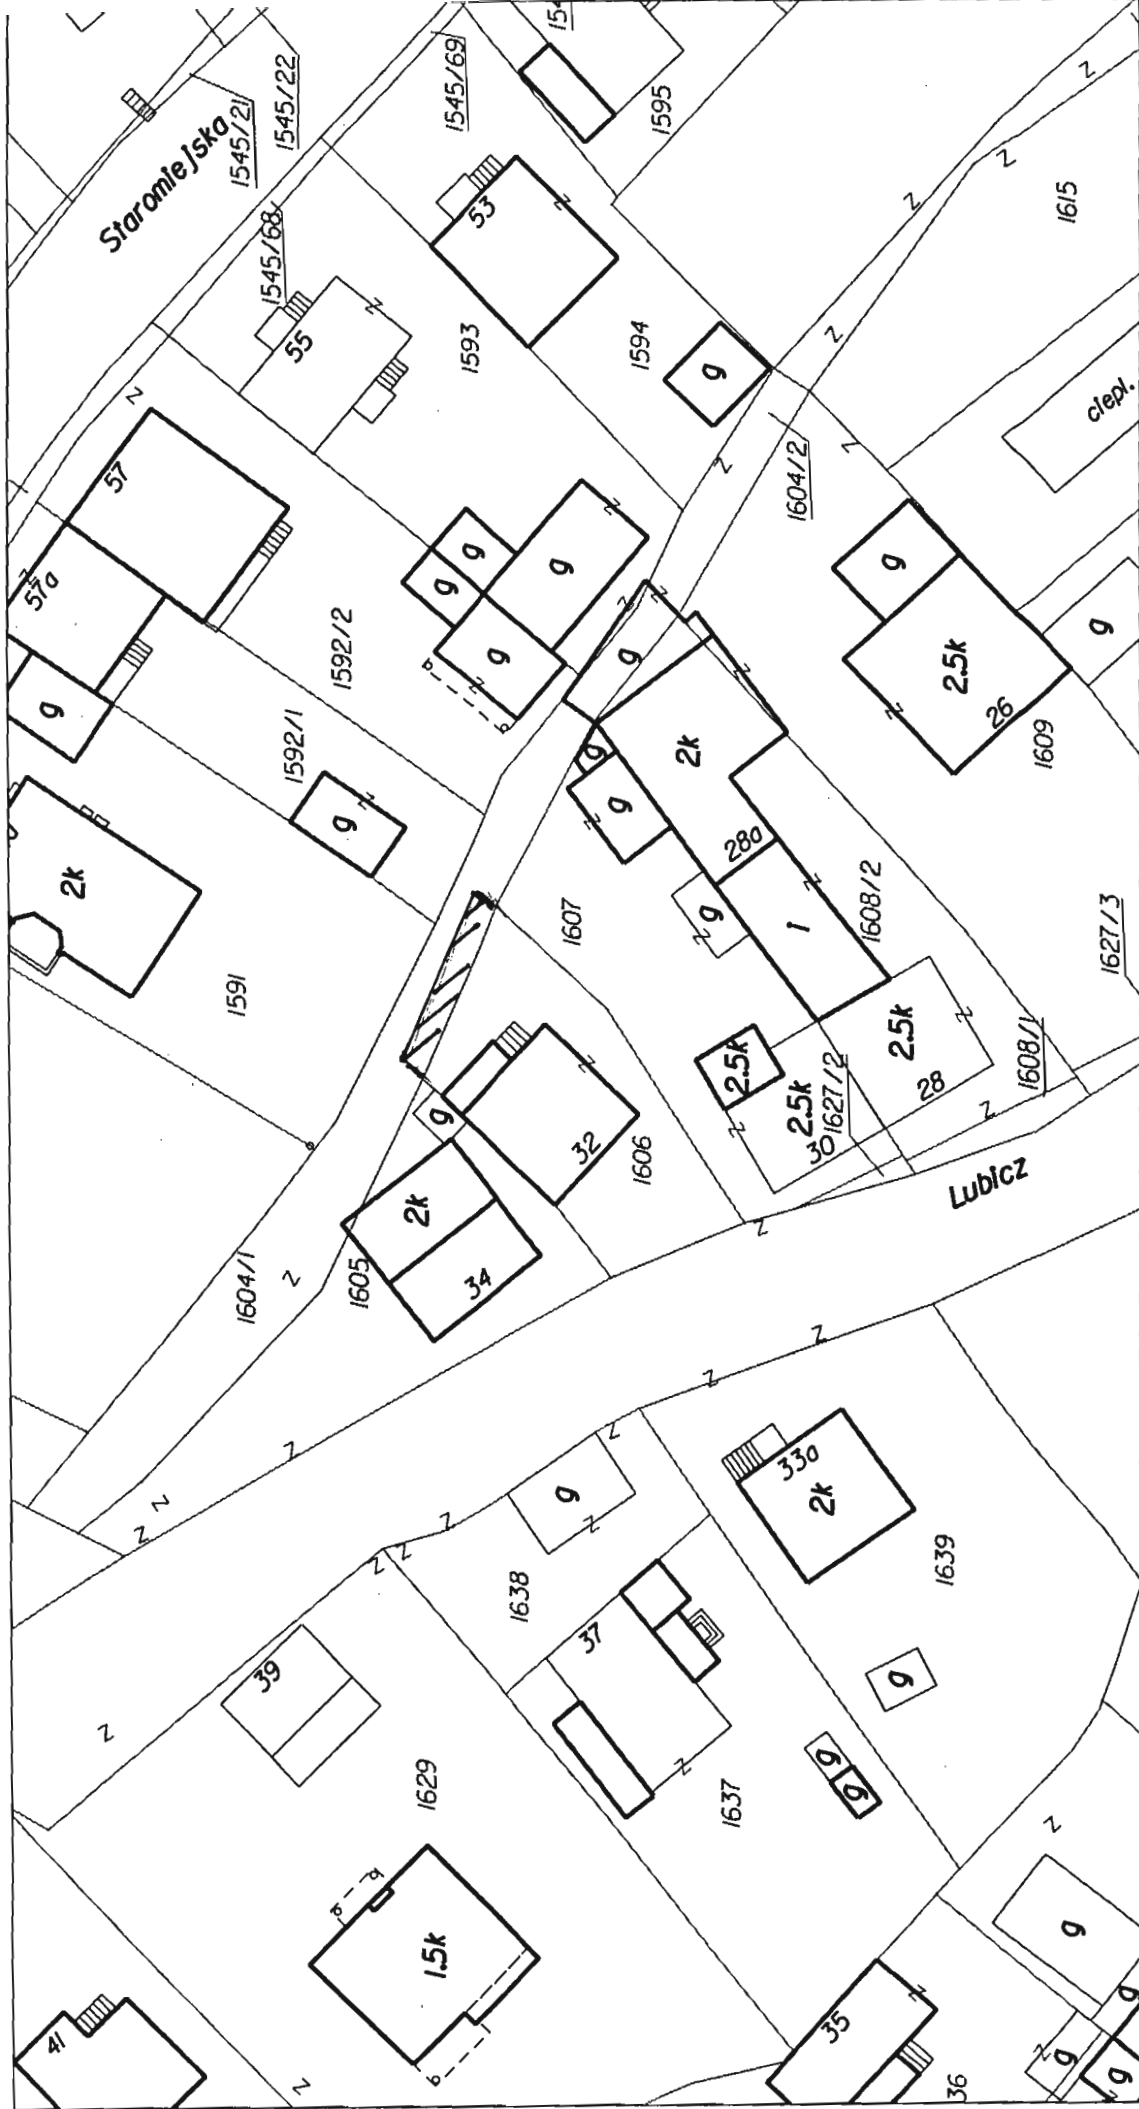 154
1545/69
1545/22
1545/21
Staromiejska
1595
z
z
53
z
z
1615
1545/68
55
z
1593
1594
g
z
z
57
ciepl.
z
z
1604/2
z
57a
g
g
g
g
z
z
g
1592/2
g
g
2.5k
g
z
z
26
1609
g
1592/1
g
2k
g
z
z
g
28a
2k
g
z
i
z
1608/2
1607
1627/3
1591
2.5k
2.5k
z
2.5k
1627/2
28
1608/1
30
z
z
g
z
32
1606
2k
Lubicz
z
1604/1
z
1605
34
z
z
z
z
z
z
33a
2k
g
z
z
z
z
1638
1639
37
39
z
g
z
g
g
1629
1637
z
1.5k
g
41
35
z
z
g
g
g
z
36